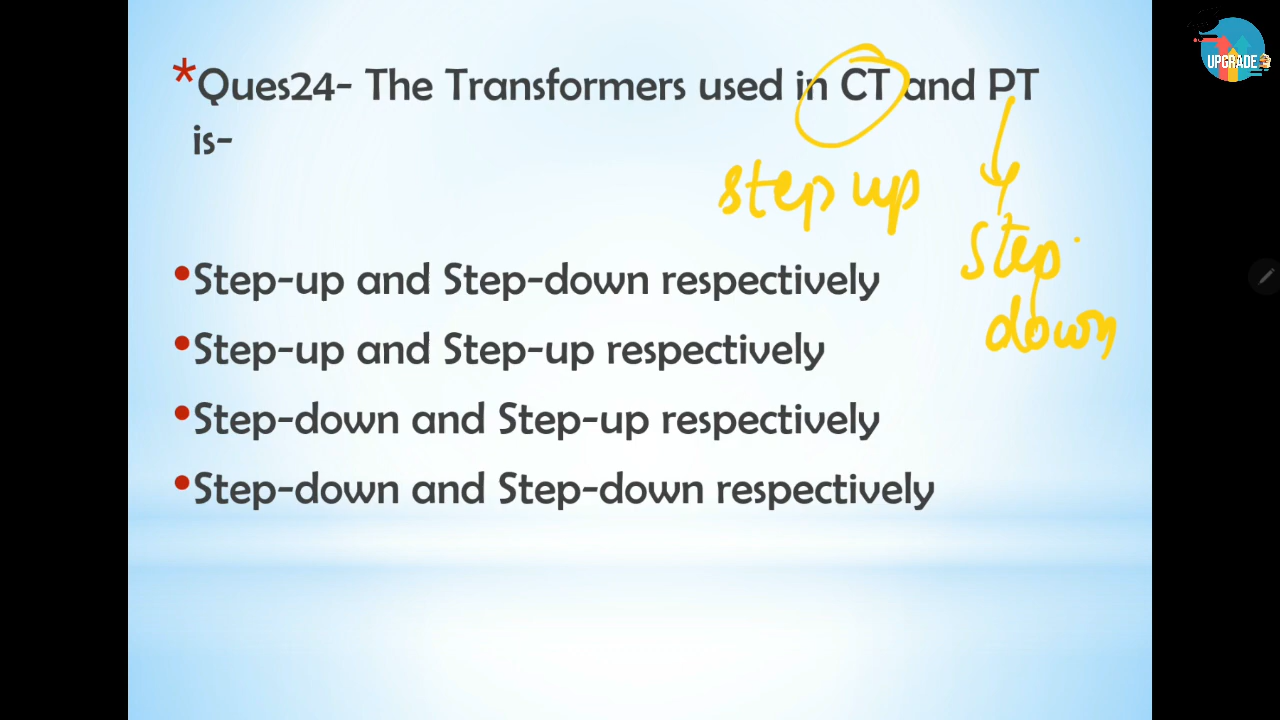 UPGRADE
*Ques24- The Transformers used in CT and PT
is-
step up
step
down
•Step-up and Step-down respectively
•Step-up and Step-up respectively
•Step-down and Step-up respectively
•Step-down and Step-down respectively